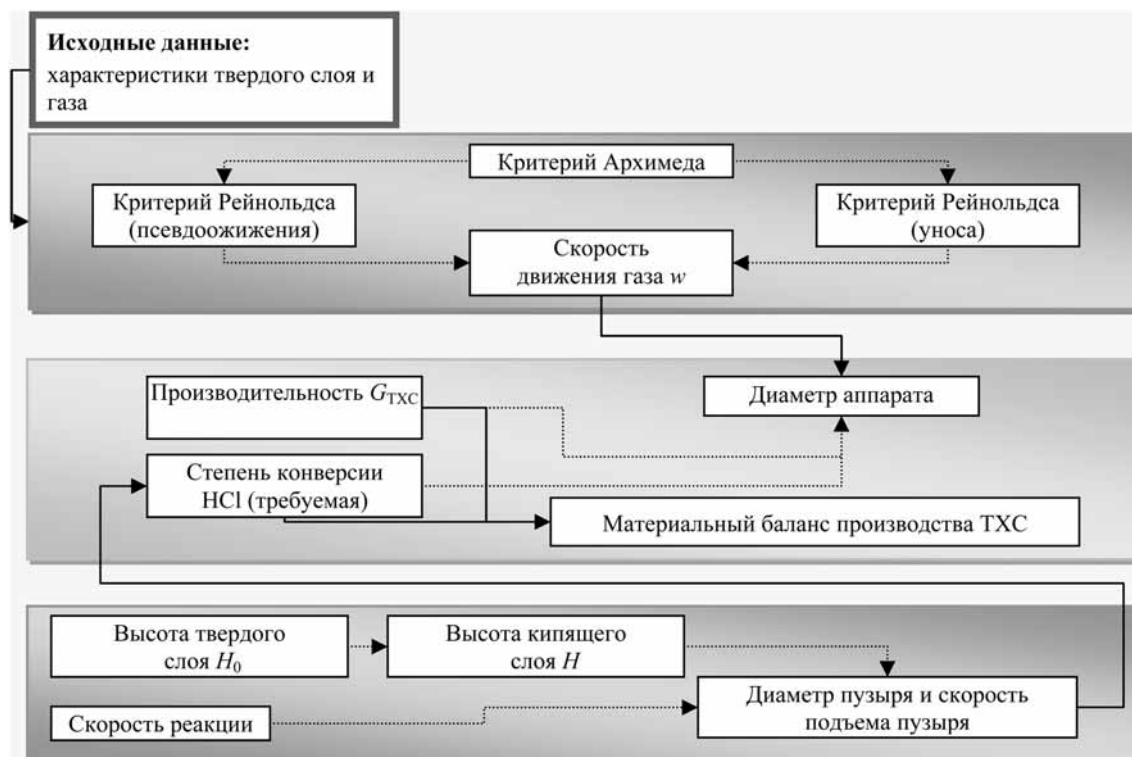 Исходные данные:
характеристики твердого слоя и
газа
Критерий Архимеда
Критерий Рейнольдса
(псевдоожижения)
Критерий Рейнольдса
(уноса)
Скорость
движения газа w
Производительность GТХС
Диаметр аппарата
Степень конверсии
HCl (требуемая)
Материальный баланс производства ТХС
Высота твердого
слоя H0
Высота кипящего
слоя H
Диаметр пузыря и скорость
подъема пузыря
Скорость реакции